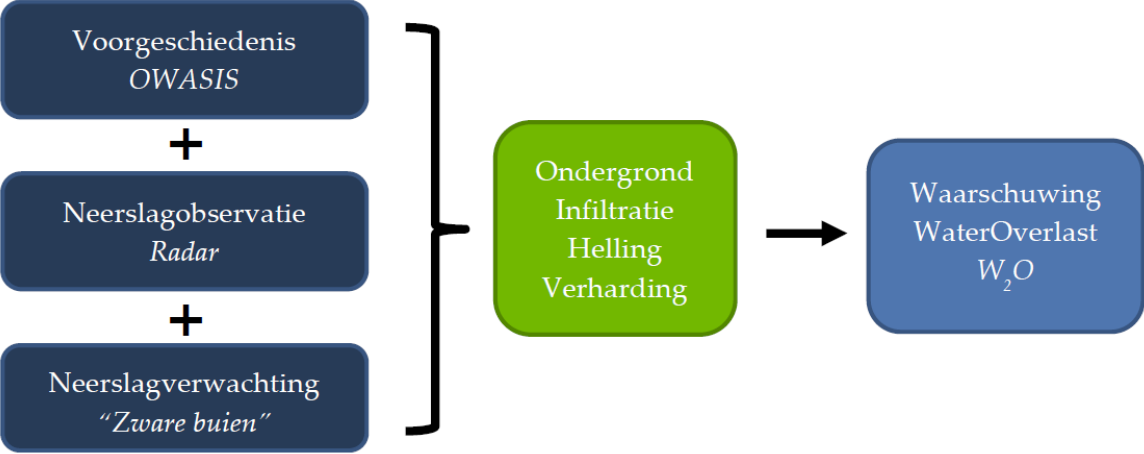 Voorgeschiedenis
OWASIS
+
Neerslagobservatie
Radar
+
Neerslagverwachting
“Zware buien”
Ondergrond
Infiltratie
Helling
Verharding
Waarschuwing
WaterOverlast
W₂O